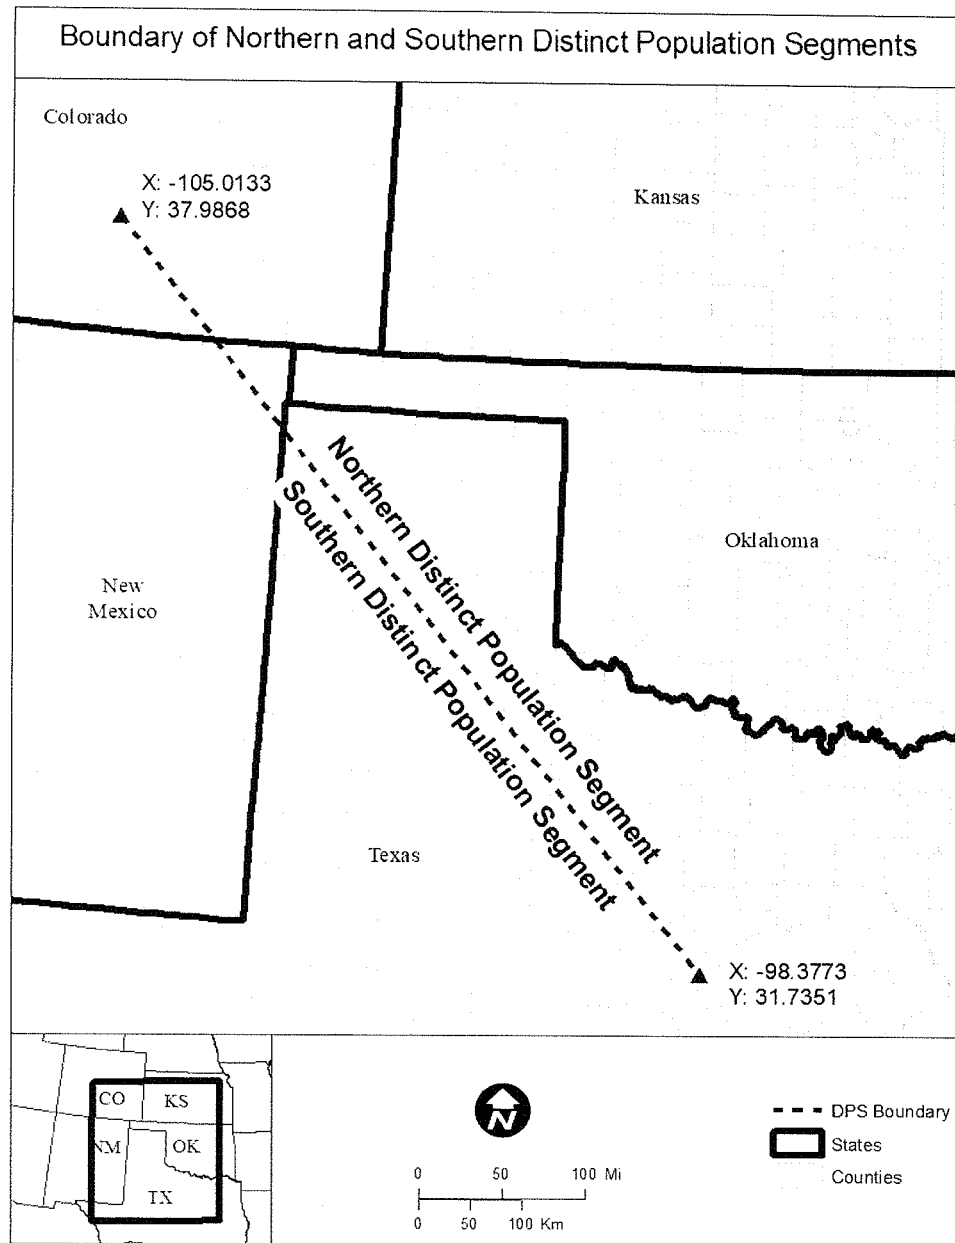 Boundary of Northern and Southern Distinct Population Segments
Colorado
X: -105.0133
Y: 37.9868
Kansas
Northern Distinct Population Segment
Southern Distinct Population Segment
Oklahoma
New
Mexico
Texas
X: -98.3773
Y: 31.7351
CO
KS
NM
OK
TX
N
0 50 100 Mi
0 50 100 Km
DPS Boundary
States
Counties